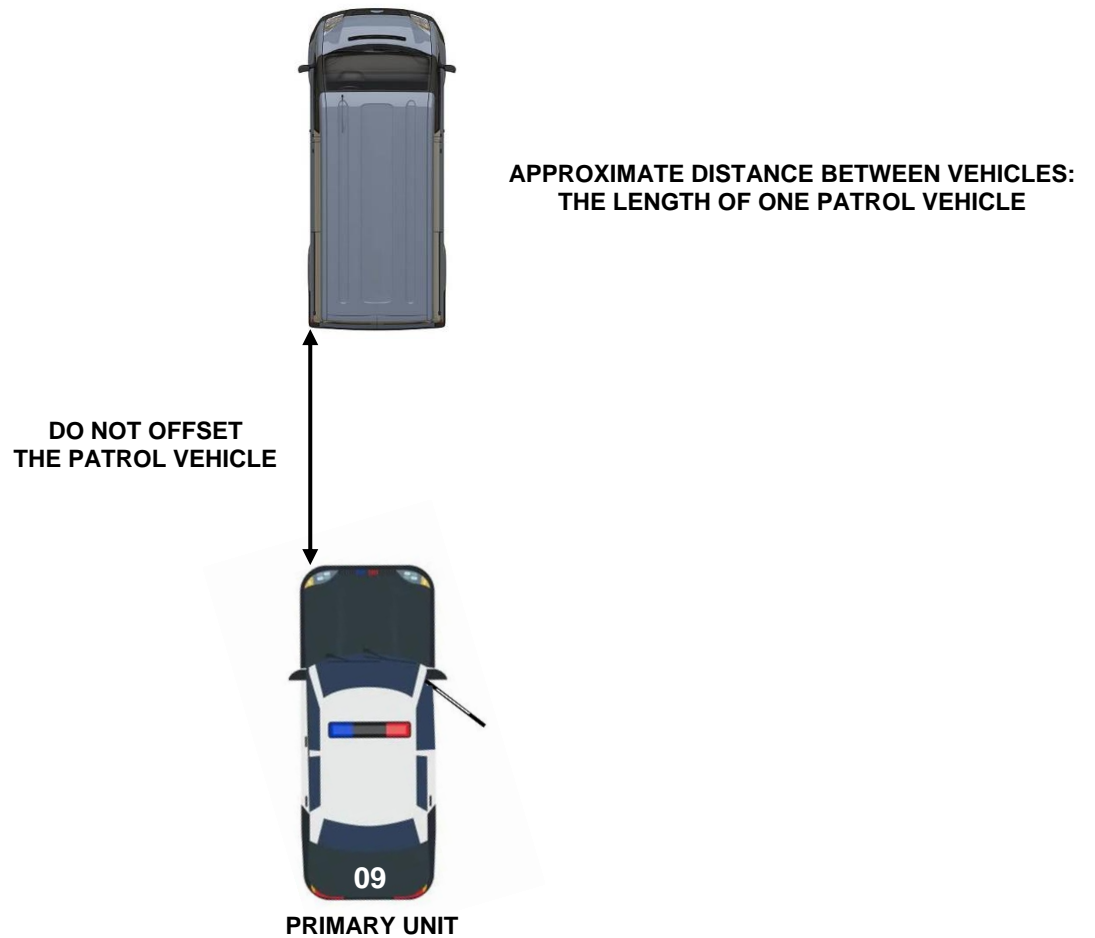 APPROXIMATE DISTANCE BETWEEN VEHICLES:
THE LENGTH OF ONE PATROL VEHICLE
DO NOT OFFSET
THE PATROL VEHICLE
09
PRIMARY UNIT